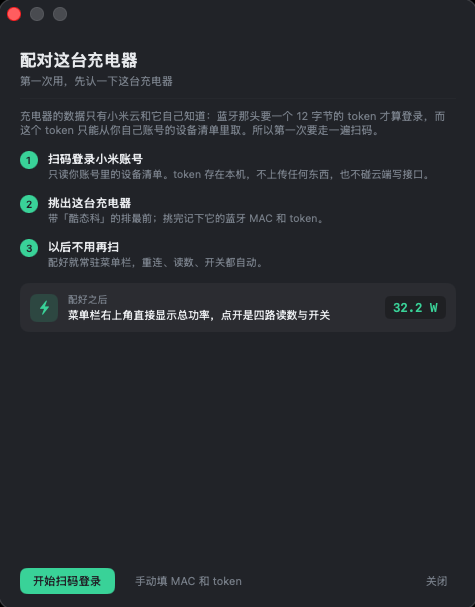 配对这台充电器
第一次用，先认一下这台充电器
充电器的数据只有小米云和它自己知道：蓝牙那头要一个 12 字节的 token 才算登录，而
这个 token 只能从你自己账号的设备清单里取。所以第一次要走一遍扫码。
1 扫码登录小米账号
只读你账号里的设备清单。token 存在本机，不上传任何东西，也不碰云端写接口。
2 挑出这台充电器
带「酷态科」的排最前；挑完记下它的蓝牙 MAC 和 token。
3 以后不用再扫
配好就常驻菜单栏，重连、读数、开关都自动。
配好之后
菜单栏右上角直接显示总功率，点开是四路读数与开关
32.2 W
开始扫码登录 手动填 MAC 和 token 关闭